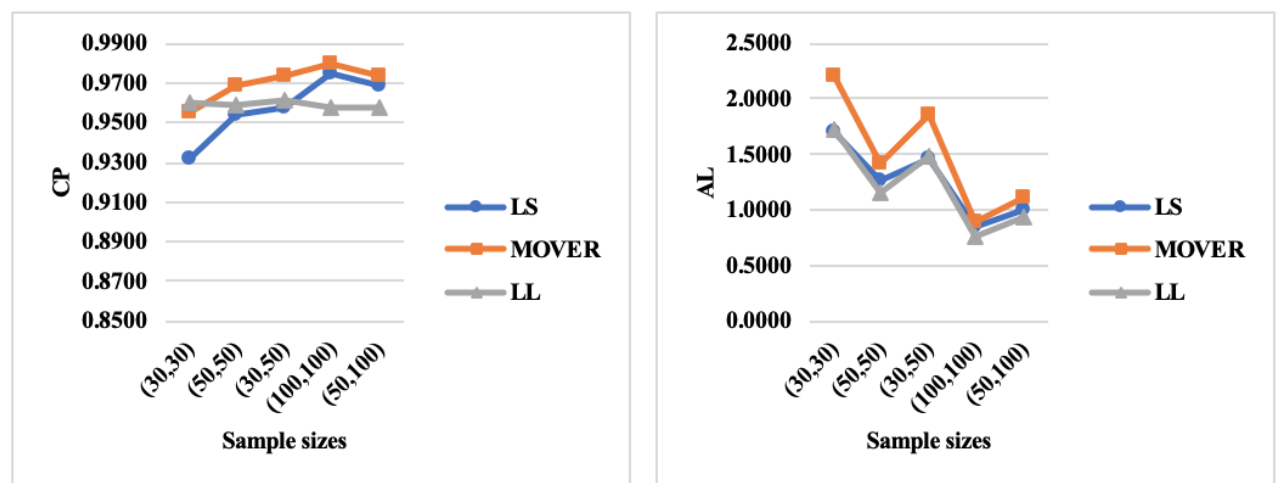 CP
0.9900
0.9700
0.9500
0.9300
0.9100
0.8900
0.8700
0.8500
(30,30)
(50,50)
(30,50)
(100,100)
(50,100)
Sample sizes
LS
MOVER
LL
AL
2.5000
2.0000
1.5000
1.0000
0.5000
0.0000
(30,30)
(50,50)
(30,50)
(100,100)
(50,100)
Sample sizes
LS
MOVER
LL